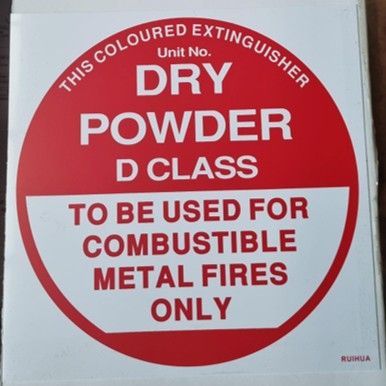 THIS COLOURED EXTINGUISHER
Unit No.
DRY
POWDER
D CLASS
TO BE USED FOR
COMBUSTIBLE
METAL FIRES
ONLY
RUIHUA